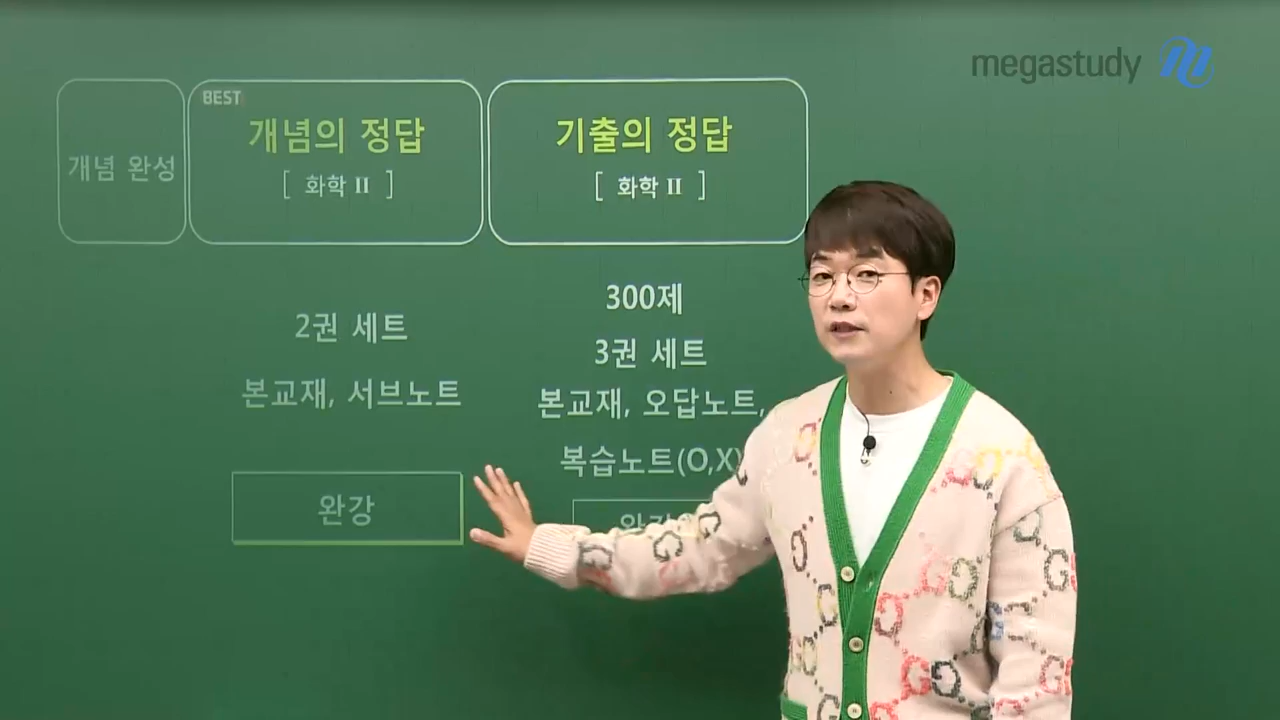 megastudy
개념 완성
BEST
개념의 정답
[ 화학 II ]
기출의 정답
[ 화학 II ]
2권 세트
본교재, 서브노트
완강
300제
3권 세트
본교재, 오답노트,
복습노트(O,X)